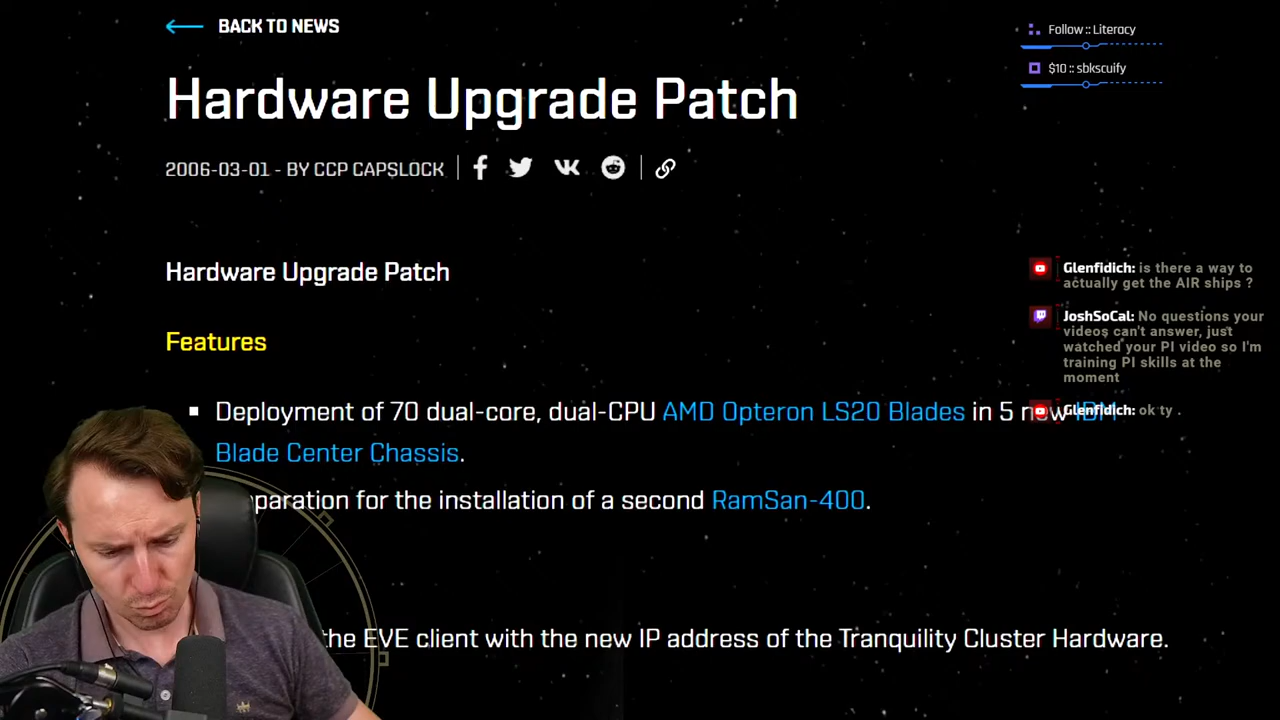 BACK TO NEWS
Hardware Upgrade Patch
2006-03-01 - BY CCP CAPSLOCK
Hardware Upgrade Patch
Features
Deployment of 70 dual-core, dual-CPU AMD Opteron LS20 Blades in 5 new IBM
Blade Center Chassis.
paration for the installation of a second RamSan-400.
the EVE client with the new IP address of the Tranquility Cluster Hardware.
Follow :: Literacy
$10 :: sbkscuify
Glenfidich: is there a way to
actually get the AIR ships ?
JoshSoCal: No questions your
videos can't answer, just
watched your PI video so I'm
training PI skills at the
moment
Glenfidich: ok ty .